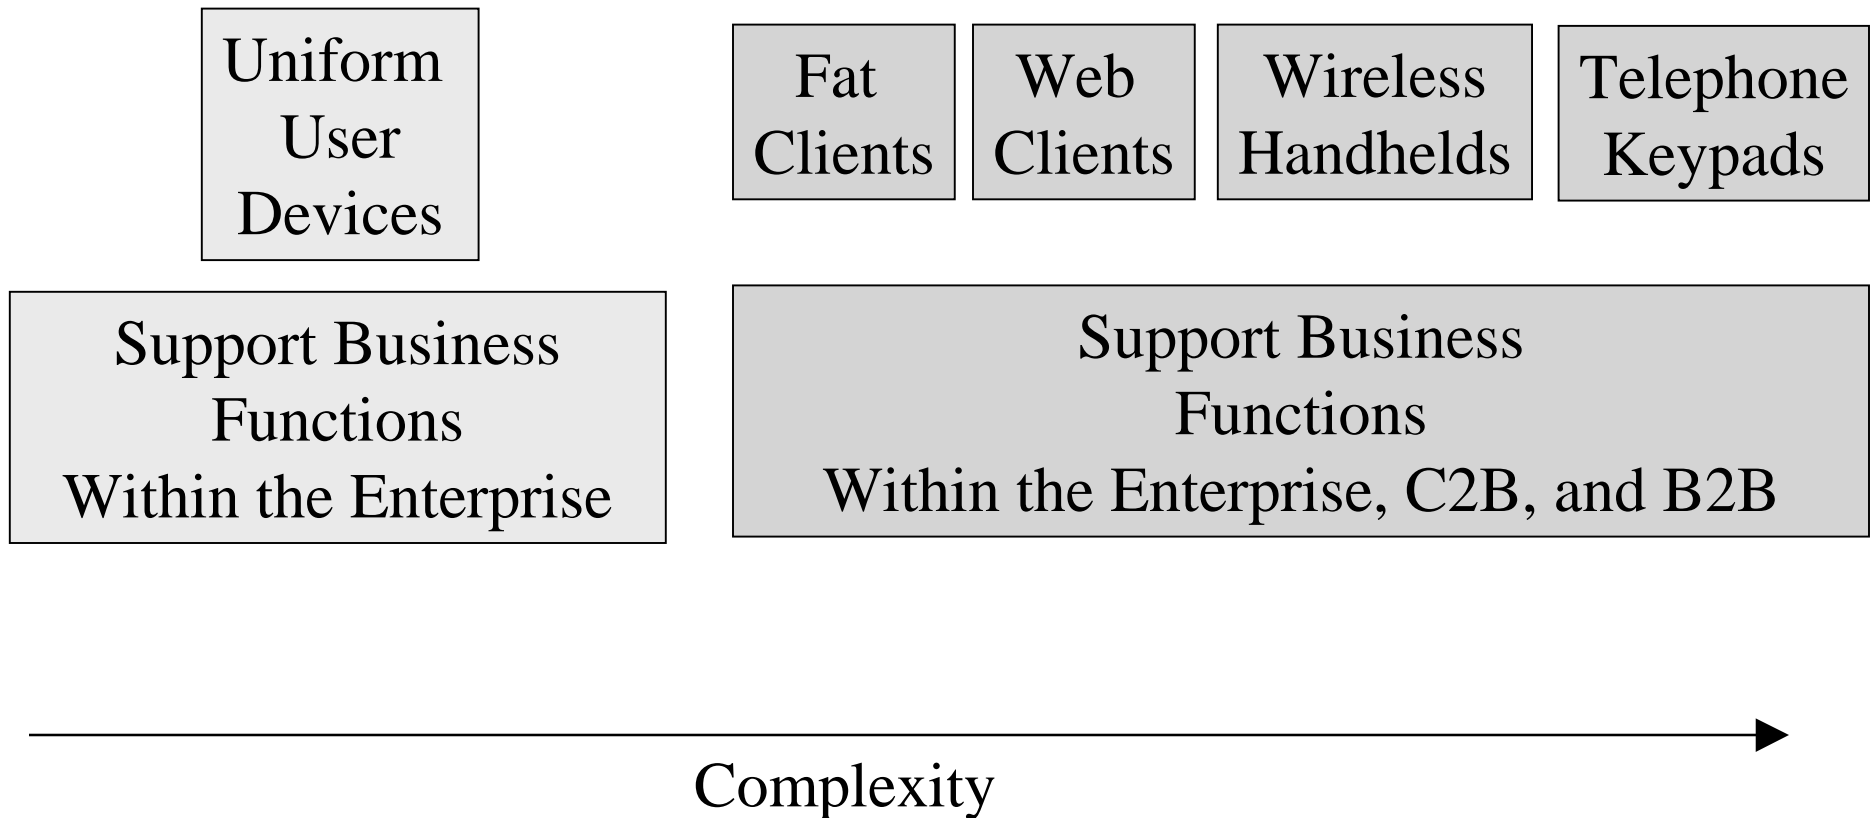 Uniform
User
Devices
Fat
Clients
Web
Clients
Wireless
Handhelds
Telephone
Keypads
Support Business
Functions
Within the Enterprise
Support Business
Functions
Within the Enterprise, C2B, and B2B
Complexity